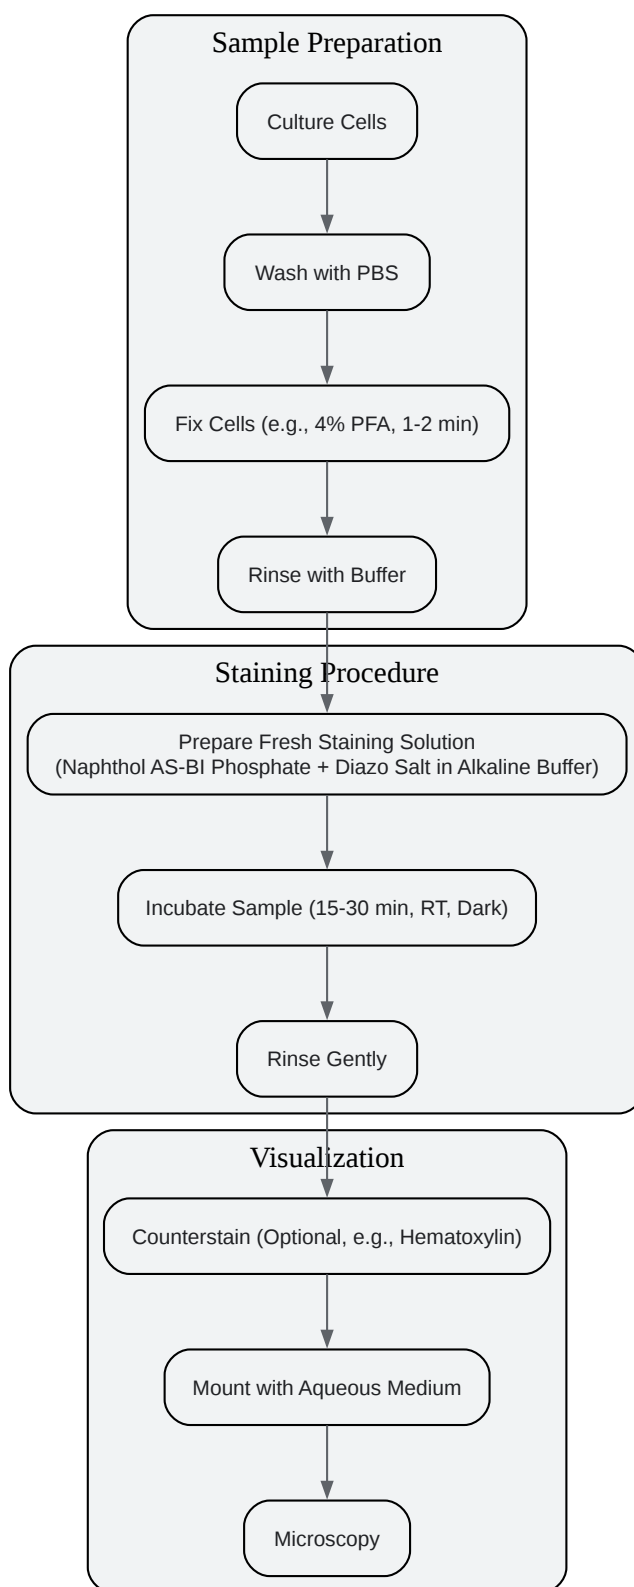 Sample Preparation
Culture Cells
Wash with PBS
Fix Cells (e.g., 4% PFA, 1-2 min)
Rinse with Buffer
Staining Procedure
Prepare Fresh Staining Solution
(Naphthol AS-BI Phosphate + Diazo Salt in Alkaline Buffer)
Incubate Sample (15-30 min, RT, Dark)
Rinse Gently
Visualization
Counterstain (Optional, e.g., Hematoxylin)
Mount with Aqueous Medium
Microscopy